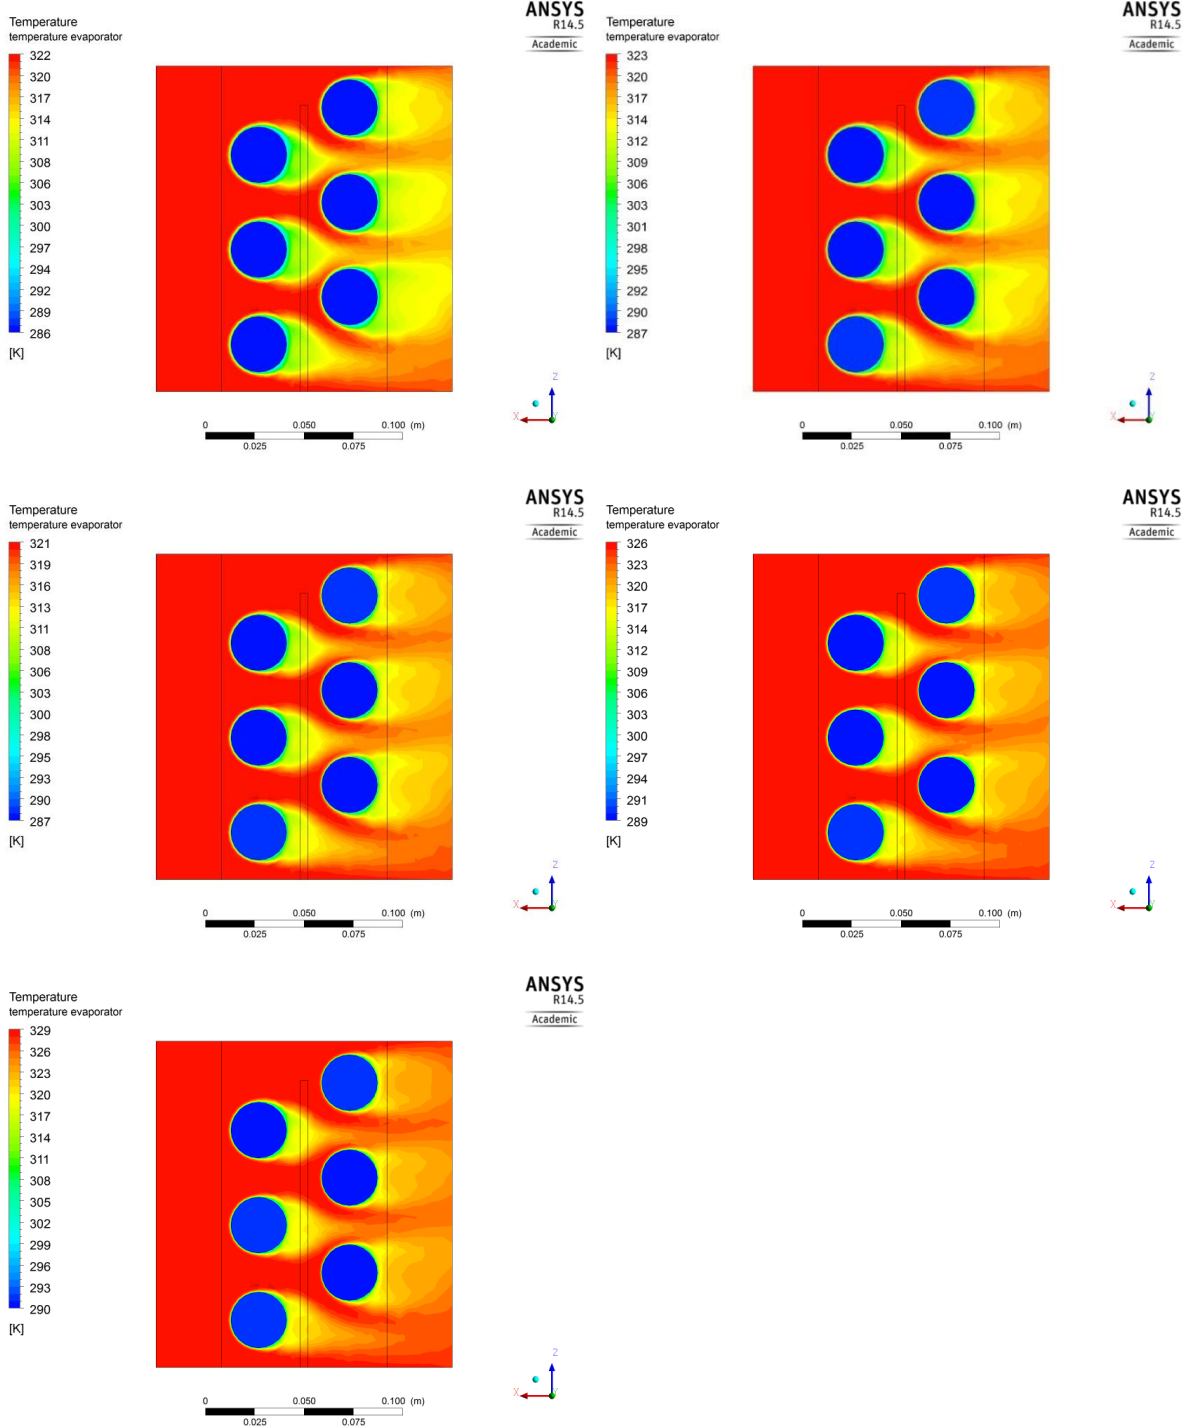 Temperature
temperature evaporator
322
320
317
314
311
308
306
303
300
297
294
292
289
286
[K]
ANSYS
R14.5
Academic
0 0.050 0.100 (m)
0.025 0.075
Z
X
Temperature
temperature evaporator
323
320
317
314
312
309
306
303
301
298
295
292
290
287
[K]
ANSYS
R14.5
Academic
0 0.050 0.100 (m)
0.025 0.075
Z
X
Temperature
temperature evaporator
321
319
316
313
311
308
306
303
300
298
295
293
290
287
[K]
ANSYS
R14.5
Academic
0 0.050 0.100 (m)
0.025 0.075
Z
X
Temperature
temperature evaporator
326
323
320
317
314
312
309
306
303
300
297
294
291
289
[K]
ANSYS
R14.5
Academic
0 0.050 0.100 (m)
0.025 0.075
Z
X
Temperature
temperature evaporator
329
326
323
320
317
314
311
308
305
302
299
296
293
290
[K]
ANSYS
R14.5
Academic
0 0.050 0.100 (m)
0.025 0.075
Z
X